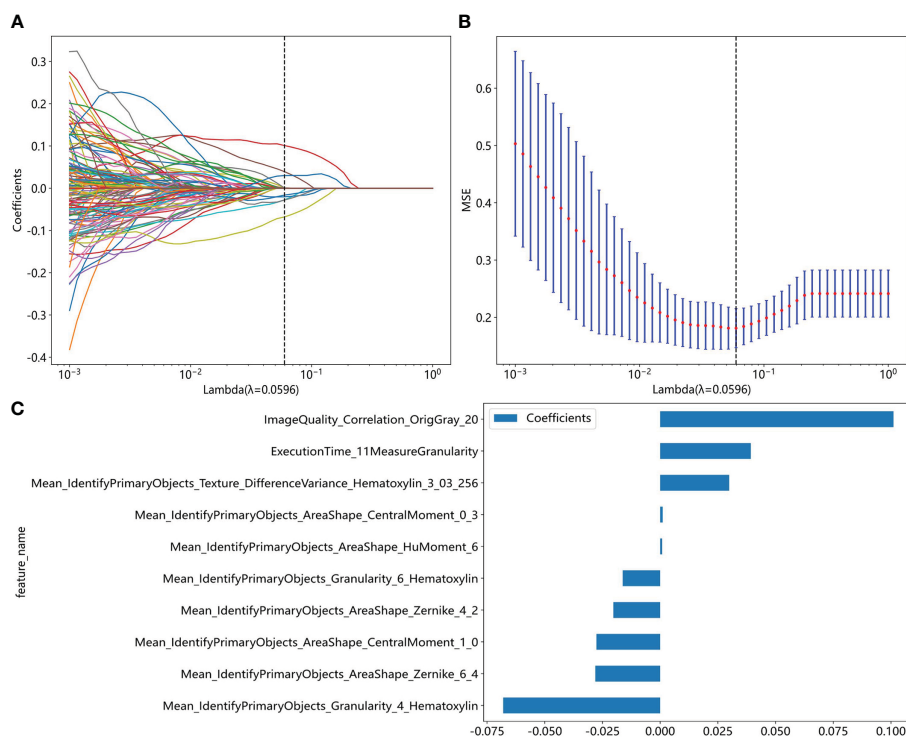 A
B
0.3
0.2
0.1
0.0
-0.1
-0.2
-0.3
-0.4
Coefficients
10⁻³
10⁻²
10⁻¹
10⁰
Lambda(λ=0.0596)
0.6
0.5
0.4
0.3
0.2
MSE
10⁻³
10⁻²
10⁻¹
10⁰
Lambda(λ=0.0596)
C
Coefficients
feature_name
ImageQuality_Correlation_OrigGray_20
ExecutionTime_11MeasureGranularity
Mean_IdentifyPrimaryObjects_Texture_DifferenceVariance_Hematoxylin_3_03_256
Mean_IdentifyPrimaryObjects_AreaShape_CentralMoment_0_3
Mean_IdentifyPrimaryObjects_AreaShape_HuMoment_6
Mean_IdentifyPrimaryObjects_Granularity_6_Hematoxylin
Mean_IdentifyPrimaryObjects_AreaShape_Zernike_4_2
Mean_IdentifyPrimaryObjects_AreaShape_CentralMoment_1_0
Mean_IdentifyPrimaryObjects_AreaShape_Zernike_6_4
Mean_IdentifyPrimaryObjects_Granularity_4_Hematoxylin
-0.075 -0.050 -0.025 0.000 0.025 0.050 0.075 0.100